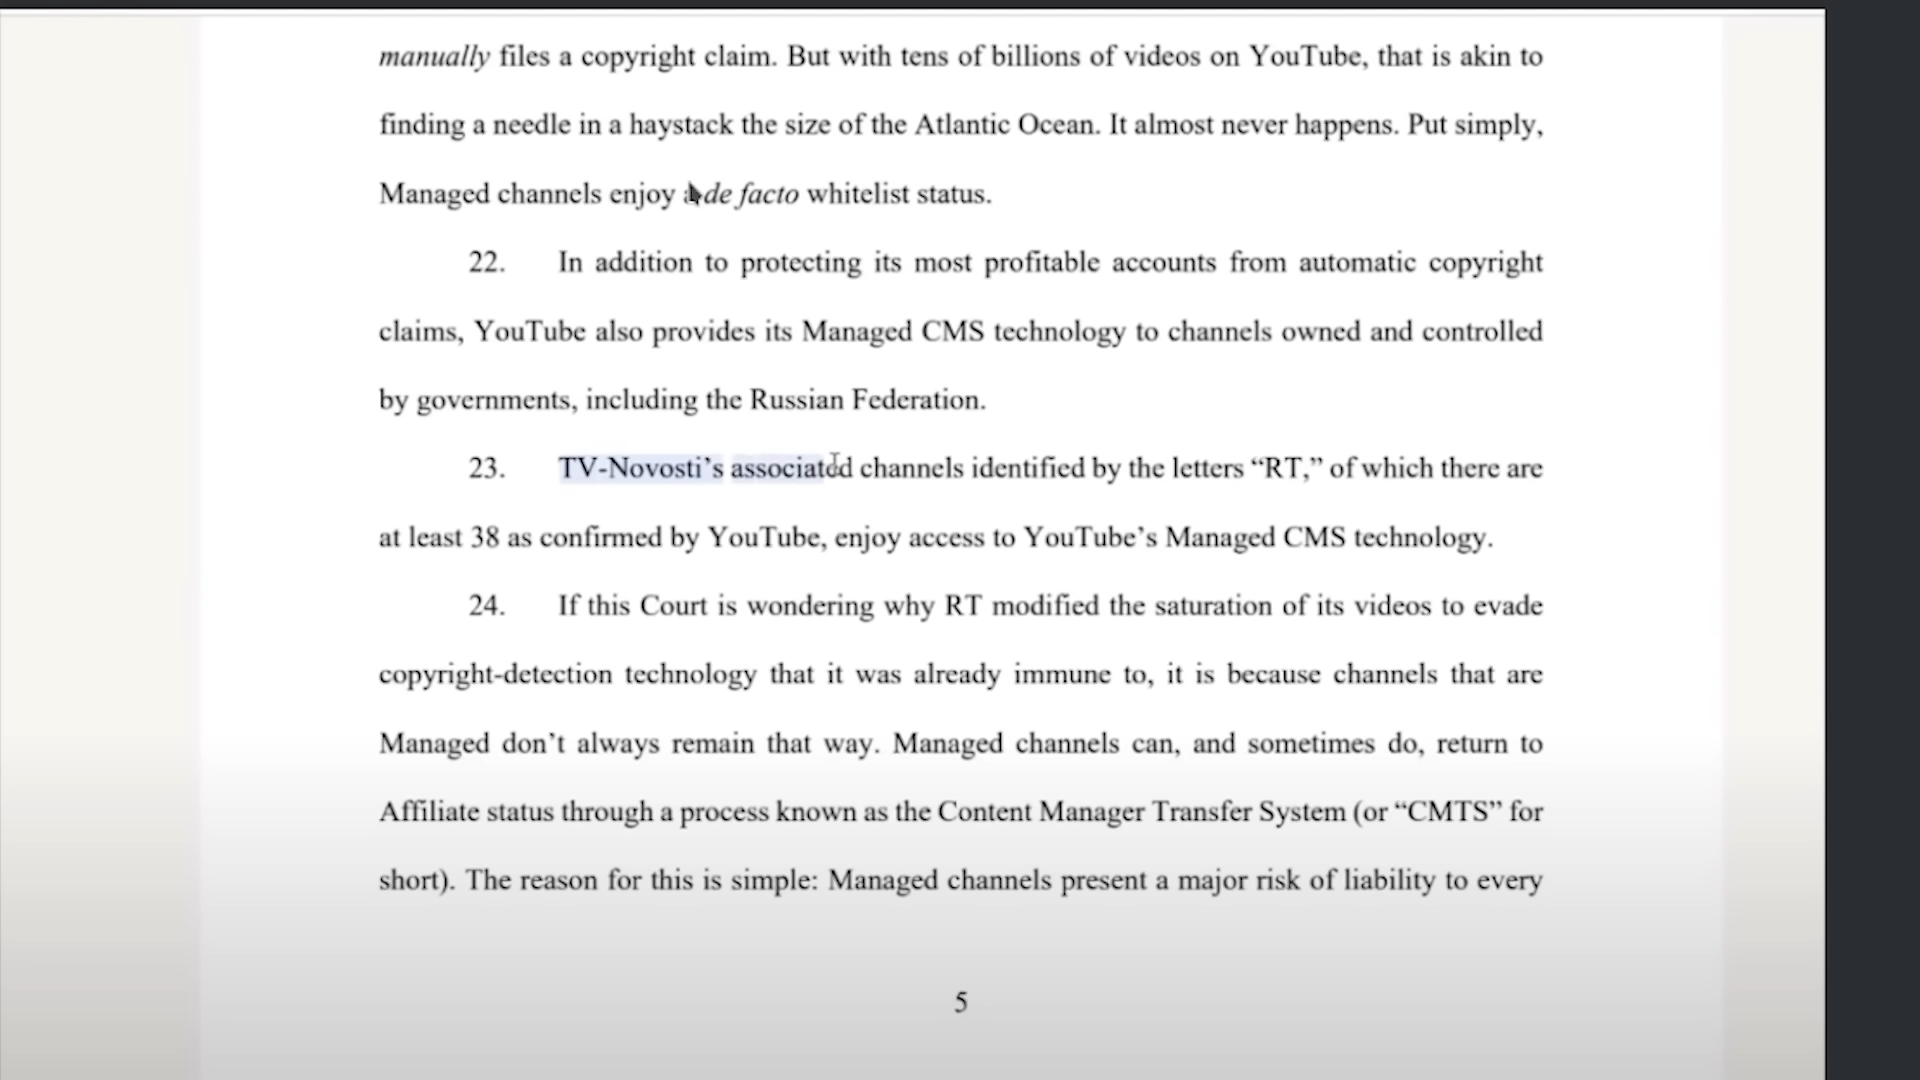 manually files a copyright claim. But with tens of billions of videos on YouTube, that is akin to
finding a needle in a haystack the size of the Atlantic Ocean. It almost never happens. Put simply,
Managed channels enjoy de facto whitelist status.
22. In addition to protecting its most profitable accounts from automatic copyright
claims, YouTube also provides its Managed CMS technology to channels owned and controlled
by governments, including the Russian Federation.
23. TV-Novosti’s associated channels identified by the letters “RT,” of which there are
at least 38 as confirmed by YouTube, enjoy access to YouTube’s Managed CMS technology.
24. If this Court is wondering why RT modified the saturation of its videos to evade
copyright-detection technology that it was already immune to, it is because channels that are
Managed don’t always remain that way. Managed channels can, and sometimes do, return to
Affiliate status through a process known as the Content Manager Transfer System (or “CMTS” for
short). The reason for this is simple: Managed channels present a major risk of liability to every
5